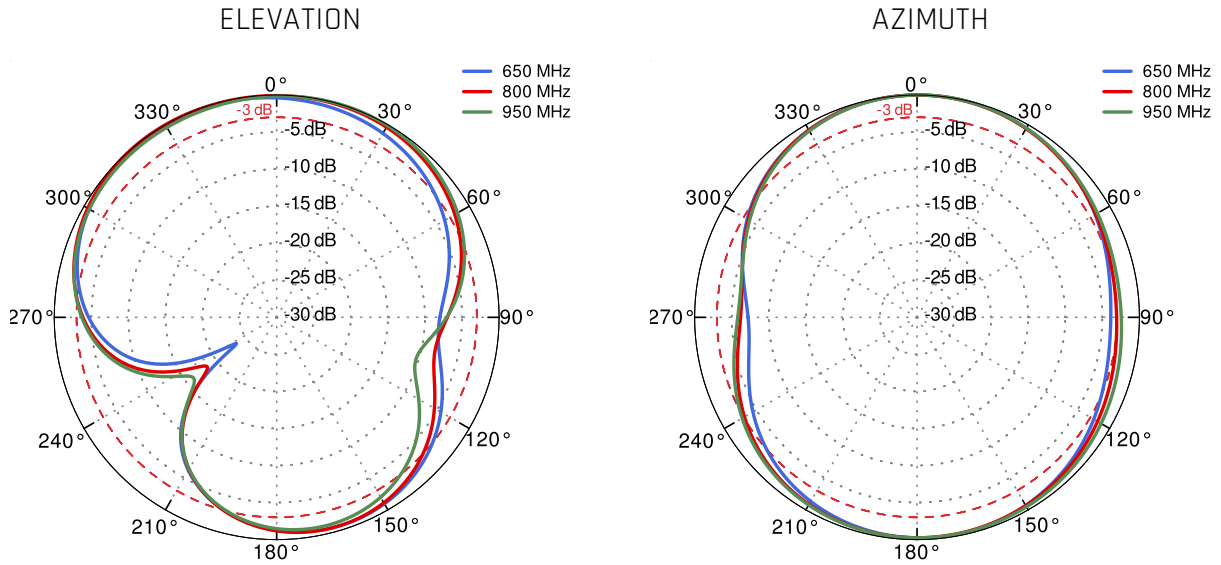 ELEVATION
650 MHz
800 MHz
950 MHz
0°
330°
-3 dB
30°
-5 dB
-10 dB
300°
60°
-15 dB
-20 dB
-25 dB
270°
-30 dB
90°
240°
120°
210°
150°
180°
AZIMUTH
650 MHz
800 MHz
950 MHz
0°
330°
-3 dB
30°
-5 dB
-10 dB
300°
60°
-15 dB
-20 dB
-25 dB
270°
-30 dB
90°
240°
120°
210°
150°
180°